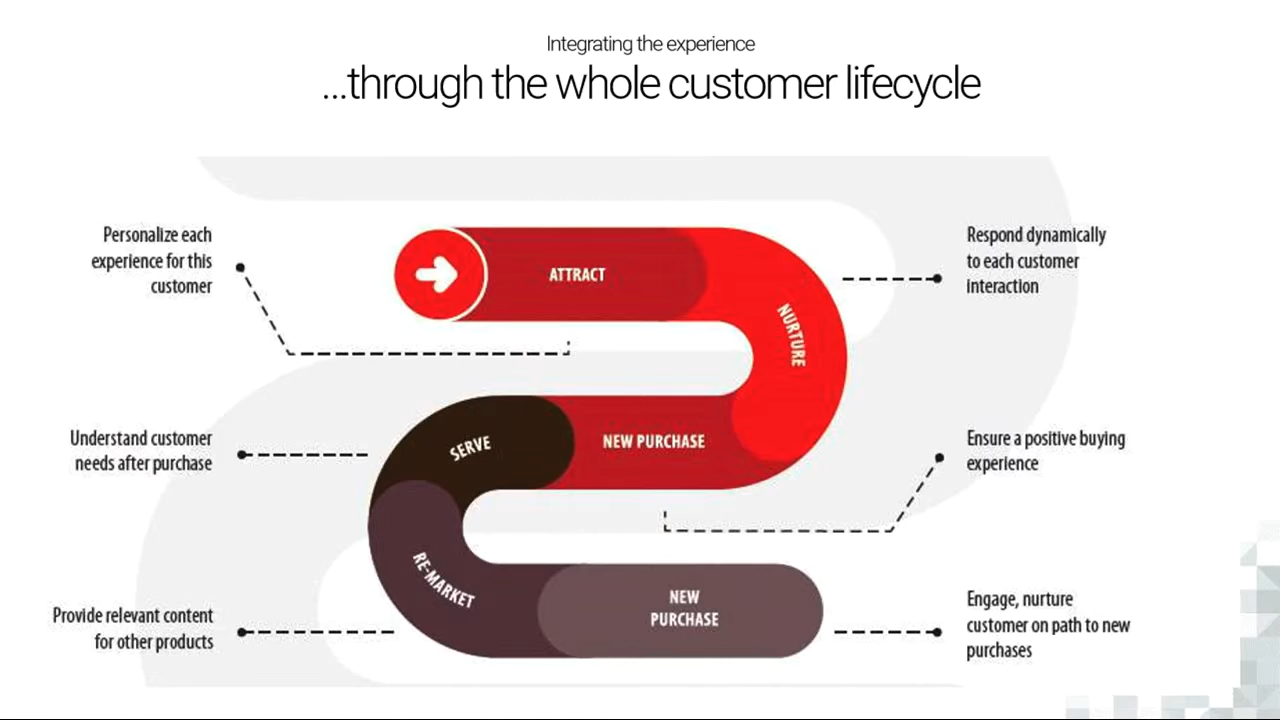 Integrating the experience
...through the whole customer lifecycle
Personalize each
experience for this
customer
ATTRACT
NURTURE
Respond dynamically
to each customer
interaction
Understand customer
needs after purchase
SERVE
NEW PURCHASE
Ensure a positive buying
experience
Provide relevant content
for other products
RE-MARKET
NEW
PURCHASE
Engage, nurture
customer on path to new
purchases